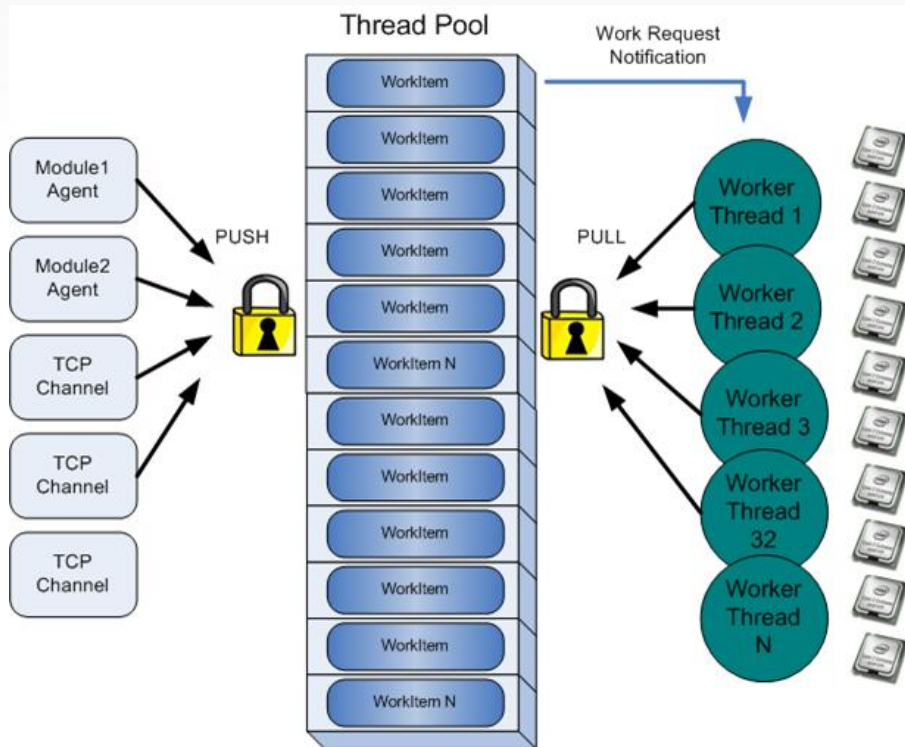 Thread Pool
Work Request
Notification
WorkItem
WorkItem
WorkItem
WorkItem
WorkItem
WorkItem N
WorkItem
WorkItem
WorkItem
WorkItem
WorkItem
WorkItem N
Module1
Agent
Module2
Agent
TCP
Channel
TCP
Channel
TCP
Channel
PUSH
PULL
Worker
Thread 1
Worker
Thread 2
Worker
Thread 3
Worker
Thread
32
Worker
Thread
N